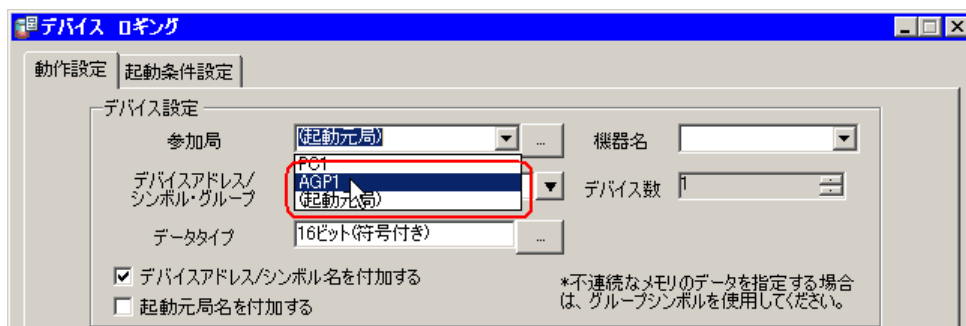 デバイス ロギング
動作設定 起動条件設定
デバイス設定
参加局 (起動元局) ... 機器名
PC1
AGP1
(起動元局)
デバイスアドレス/
シンボル・グループ
デバイス数 1
データタイプ 16ビット(符号付き) ...
デバイスアドレス/シンボル名を付加する
起動元局名を付加する
*不連続なメモリのデータを指定する場合
は、グループシンボルを使用してください。